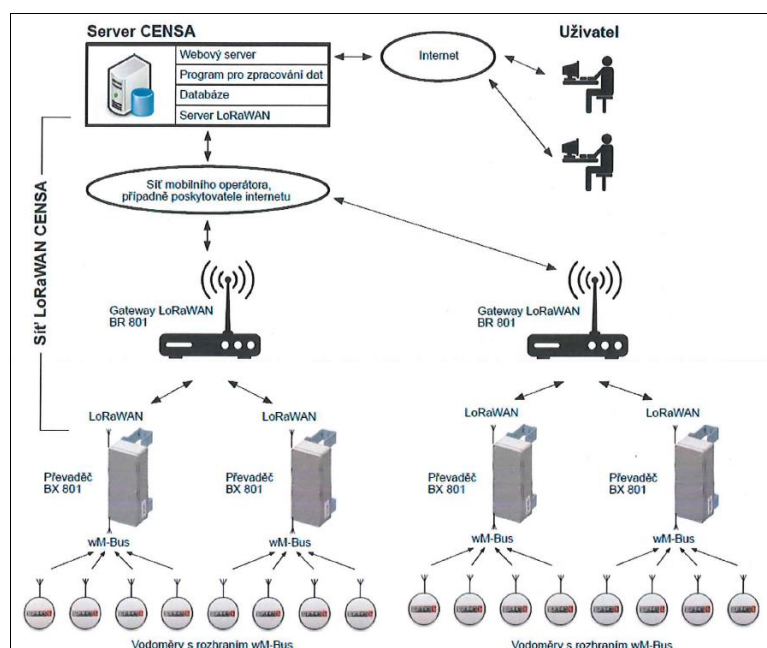 Server CENSA
Uživatel
Webový server
Program pro zpracování dat
Databáze
Server LoRaWAN
Internet
Síť mobilního operátora,
případně poskytovatele internetu
Síť LoRaWAN CENSA
Gateway LoRaWAN
BR 801
Gateway LoRaWAN
BR 801
LoRaWAN
LoRaWAN
LoRaWAN
LoRaWAN
Převaděč
BX 801
Převaděč
BX 801
Převaděč
BX 801
Převaděč
BX 801
wM-Bus
wM-Bus
wM-Bus
wM-Bus
Vodoměry s rozhraním wM-Bus
Vodoměry s rozhraním wM-Bus